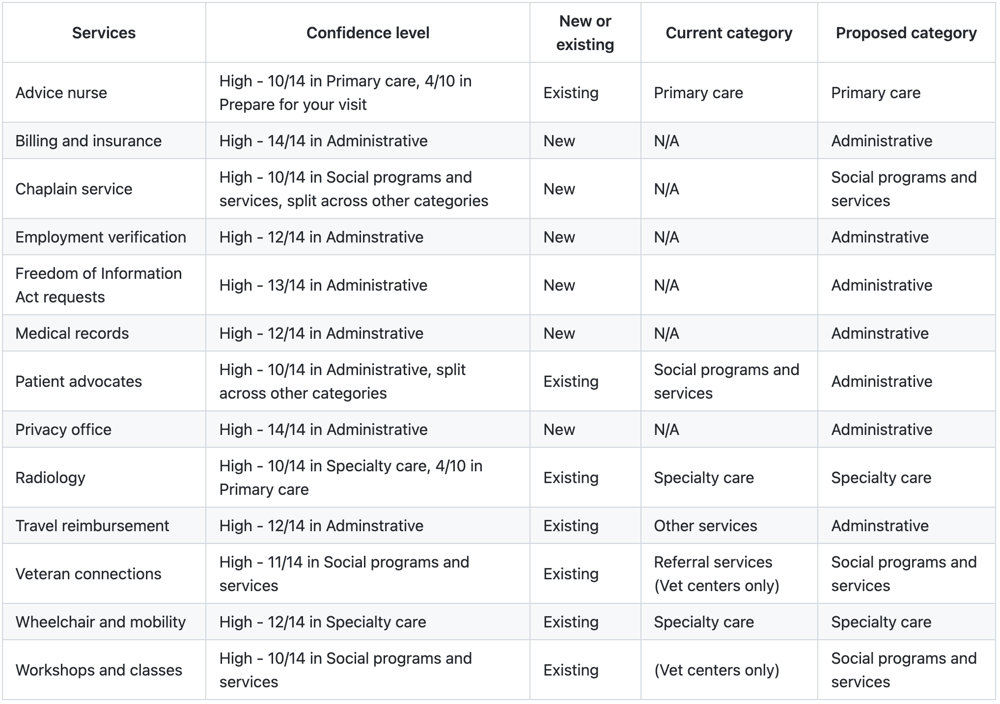 Services
Confidence level
New or
existing
Current category
Proposed category
Advice nurse
High - 10/14 in Primary care, 4/10 in
Prepare for your visit
Existing
Primary care
Primary care
Billing and insurance
High - 14/14 in Administrative
New
N/A
Administrative
Chaplain service
High - 10/14 in Social programs and
services, split across other categories
New
N/A
Social programs and
services
Employment verification
High - 12/14 in Adminstrative
New
N/A
Adminstrative
Freedom of Information
Act requests
High - 13/14 in Administrative
New
N/A
Administrative
Medical records
High - 12/14 in Adminstrative
New
N/A
Adminstrative
Patient advocates
High - 10/14 in Administrative, split
across other categories
Existing
Social programs and
services
Administrative
Privacy office
High - 14/14 in Administrative
New
N/A
Administrative
Radiology
High - 10/14 in Specialty care, 4/10 in
Primary care
Existing
Specialty care
Specialty care
Travel reimbursement
High - 12/14 in Adminstrative
Existing
Other services
Adminstrative
Veteran connections
High - 11/14 in Social programs and
services
Existing
Referral services
(Vet centers only)
Social programs and
services
Wheelchair and mobility
High - 12/14 in Specialty care
Existing
Specialty care
Specialty care
Workshops and classes
High - 10/14 in Social programs and
services
Existing
(Vet centers only)
Social programs and
services